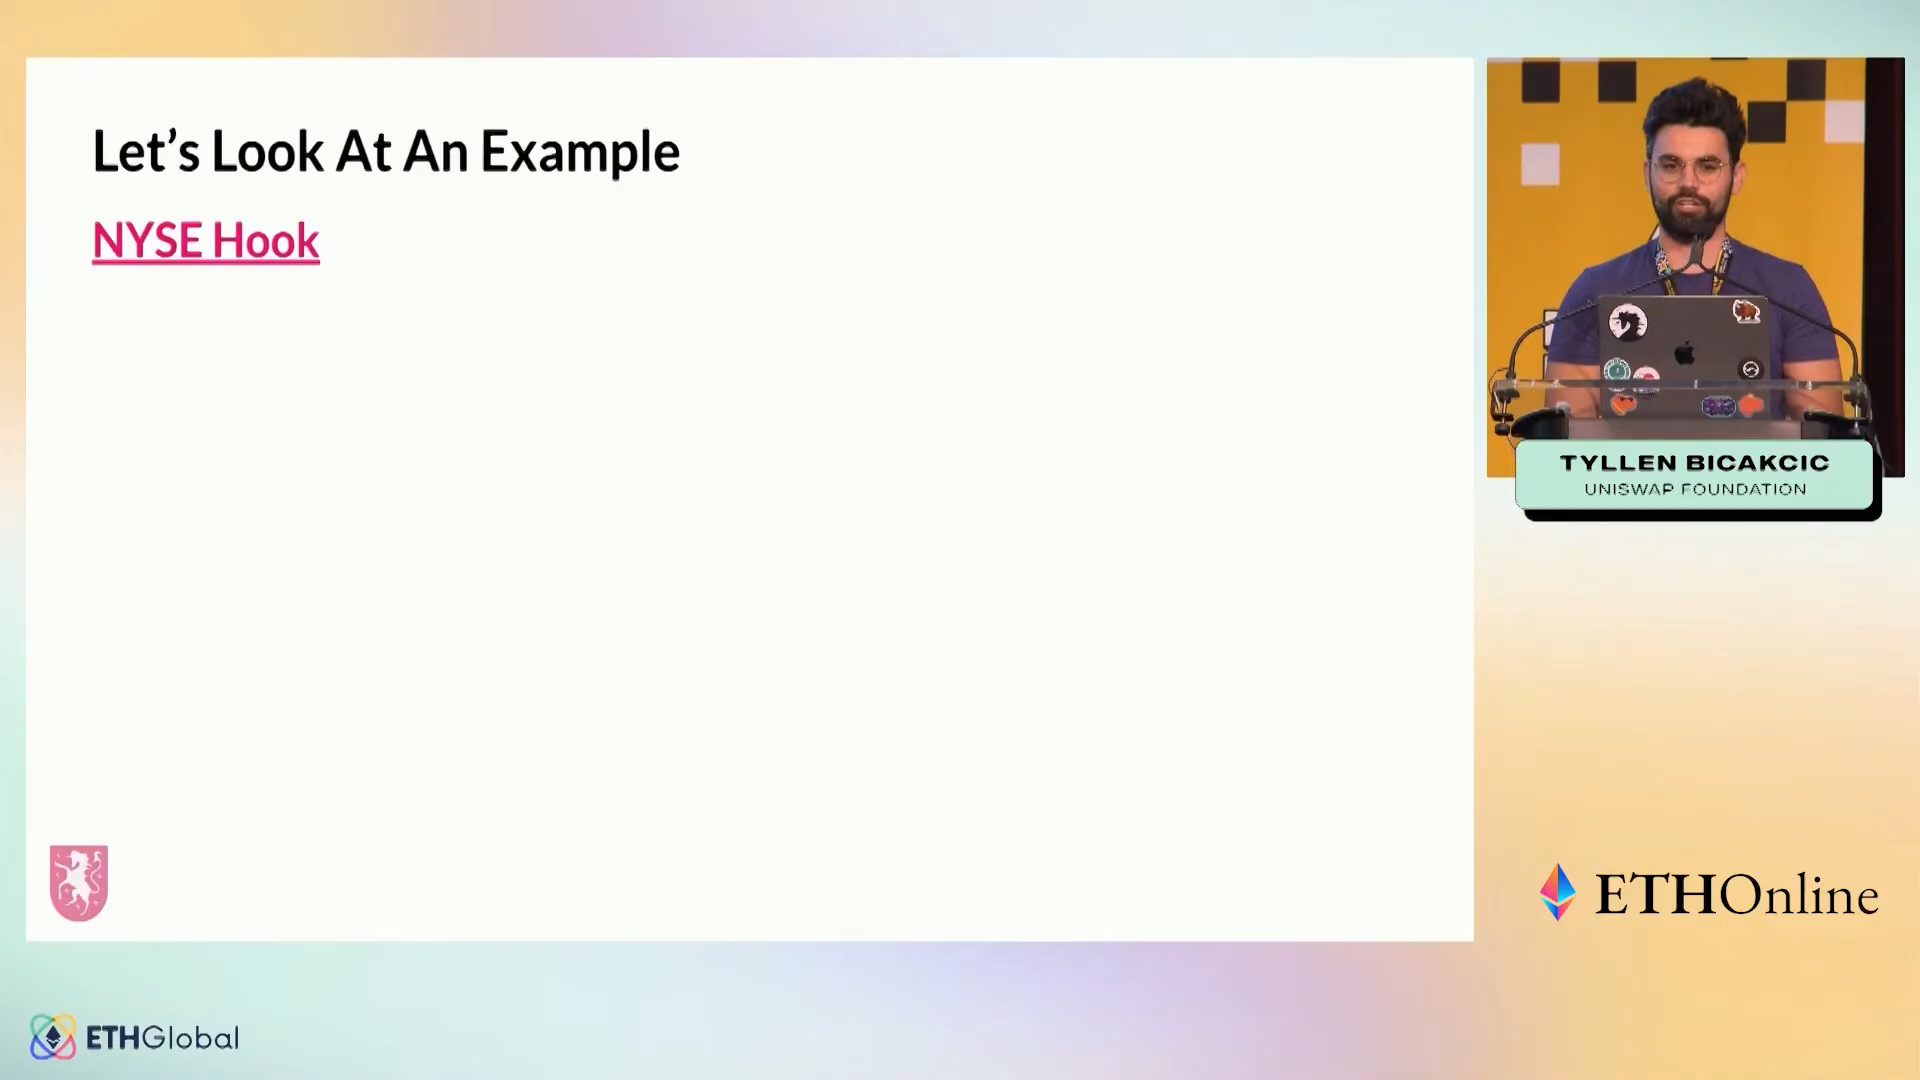 Let's Look At An Example
NYSE Hook
TYLLEN BICAKCIC
UNISWAP FOUNDATION
ETHOnline
ETHGlobal